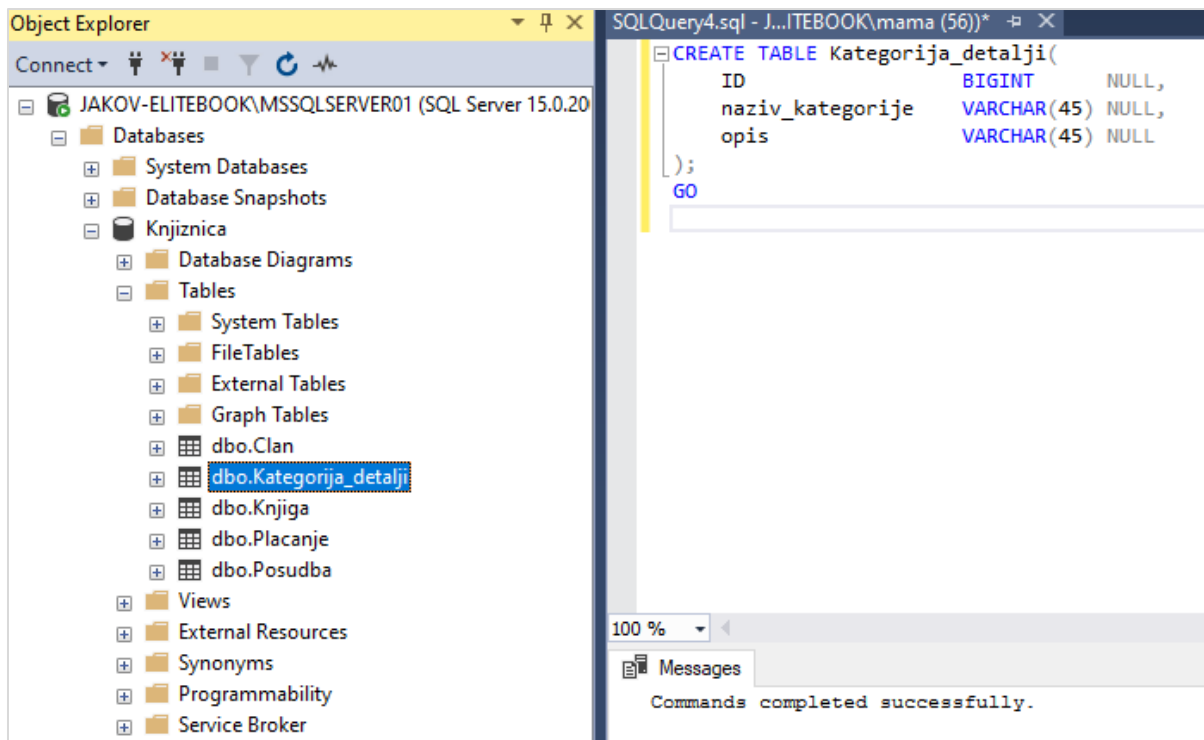 Object Explorer
Connect
JAKOV-ELITEBOOK\MSSQLSERVER01 (SQL Server 15.0.20
Databases
System Databases
Database Snapshots
Knjiznica
Database Diagrams
Tables
System Tables
FileTables
External Tables
Graph Tables
dbo.Clan
dbo.Kategorija_detalji
dbo.Knjiga
dbo.Placanje
dbo.Posudba
Views
External Resources
Synonyms
Programmability
Service Broker
SQLQuery4.sql - J...ITEBOOK\mama (56))*
CREATE TABLE Kategorija_detalji(
ID BIGINT NULL,
naziv_kategorije VARCHAR(45) NULL,
opis VARCHAR(45) NULL
);
GO
100 %
Messages
Commands completed successfully.